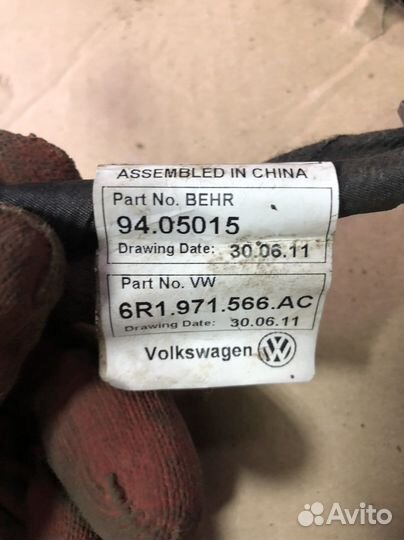 ASSEMBLED IN CHINA
Part No. BEHR
94.05015
Drawing Date: 30.06.11
Part No. VW
6R1.971.566.AC
Drawing Date: 30.06.11
Volkswagen
Avito